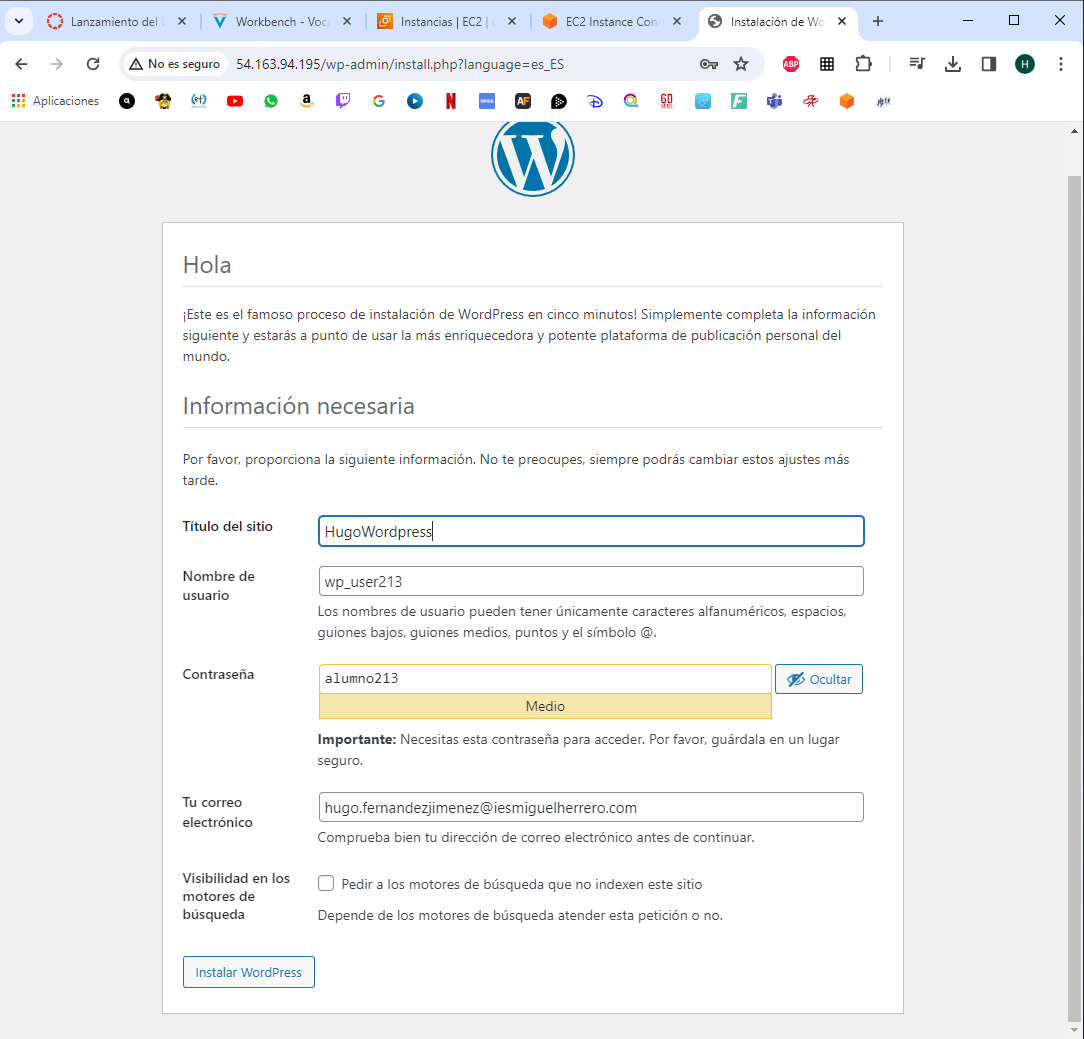 Lanzamiento del
Workbench - Voc
Instancias | EC2 |
EC2 Instance Con
Instalación de Wo
No es seguro
54.163.94.195/wp-admin/install.php?language=es_ES
ABP
H
Aplicaciones
Hola
¡Este es el famoso proceso de instalación de WordPress en cinco minutos! Simplemente completa la información
siguiente y estarás a punto de usar la más enriquecedora y potente plataforma de publicación personal del
mundo.
Información necesaria
Por favor, proporciona la siguiente información. No te preocupes, siempre podrás cambiar estos ajustes más
tarde.
Título del sitio
HugoWordpress
Nombre de
usuario
wp_user213
Los nombres de usuario pueden tener únicamente caracteres alfanuméricos, espacios,
guiones bajos, guiones medios, puntos y el símbolo @.
Contraseña
alumno213
Ocultar
Medio
Importante: Necesitas esta contraseña para acceder. Por favor, guárdala en un lugar
seguro.
Tu correo
electrónico
hugo.fernandezjimenez@iesmiguelherrero.com
Comprueba bien tu dirección de correo electrónico antes de continuar.
Visibilidad en los
motores de
búsqueda
Pedir a los motores de búsqueda que no indexen este sitio
Depende de los motores de búsqueda atender esta petición o no.
Instalar WordPress